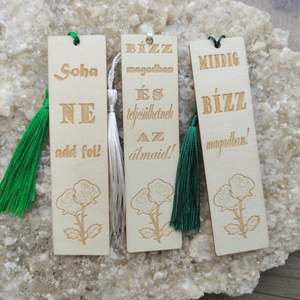 Soha
NE
add fel!
BÍZZ
magadban
ÉS
teljesülhetnek
AZ
álmaid!
MINDIG
BÍZZ
magadban!